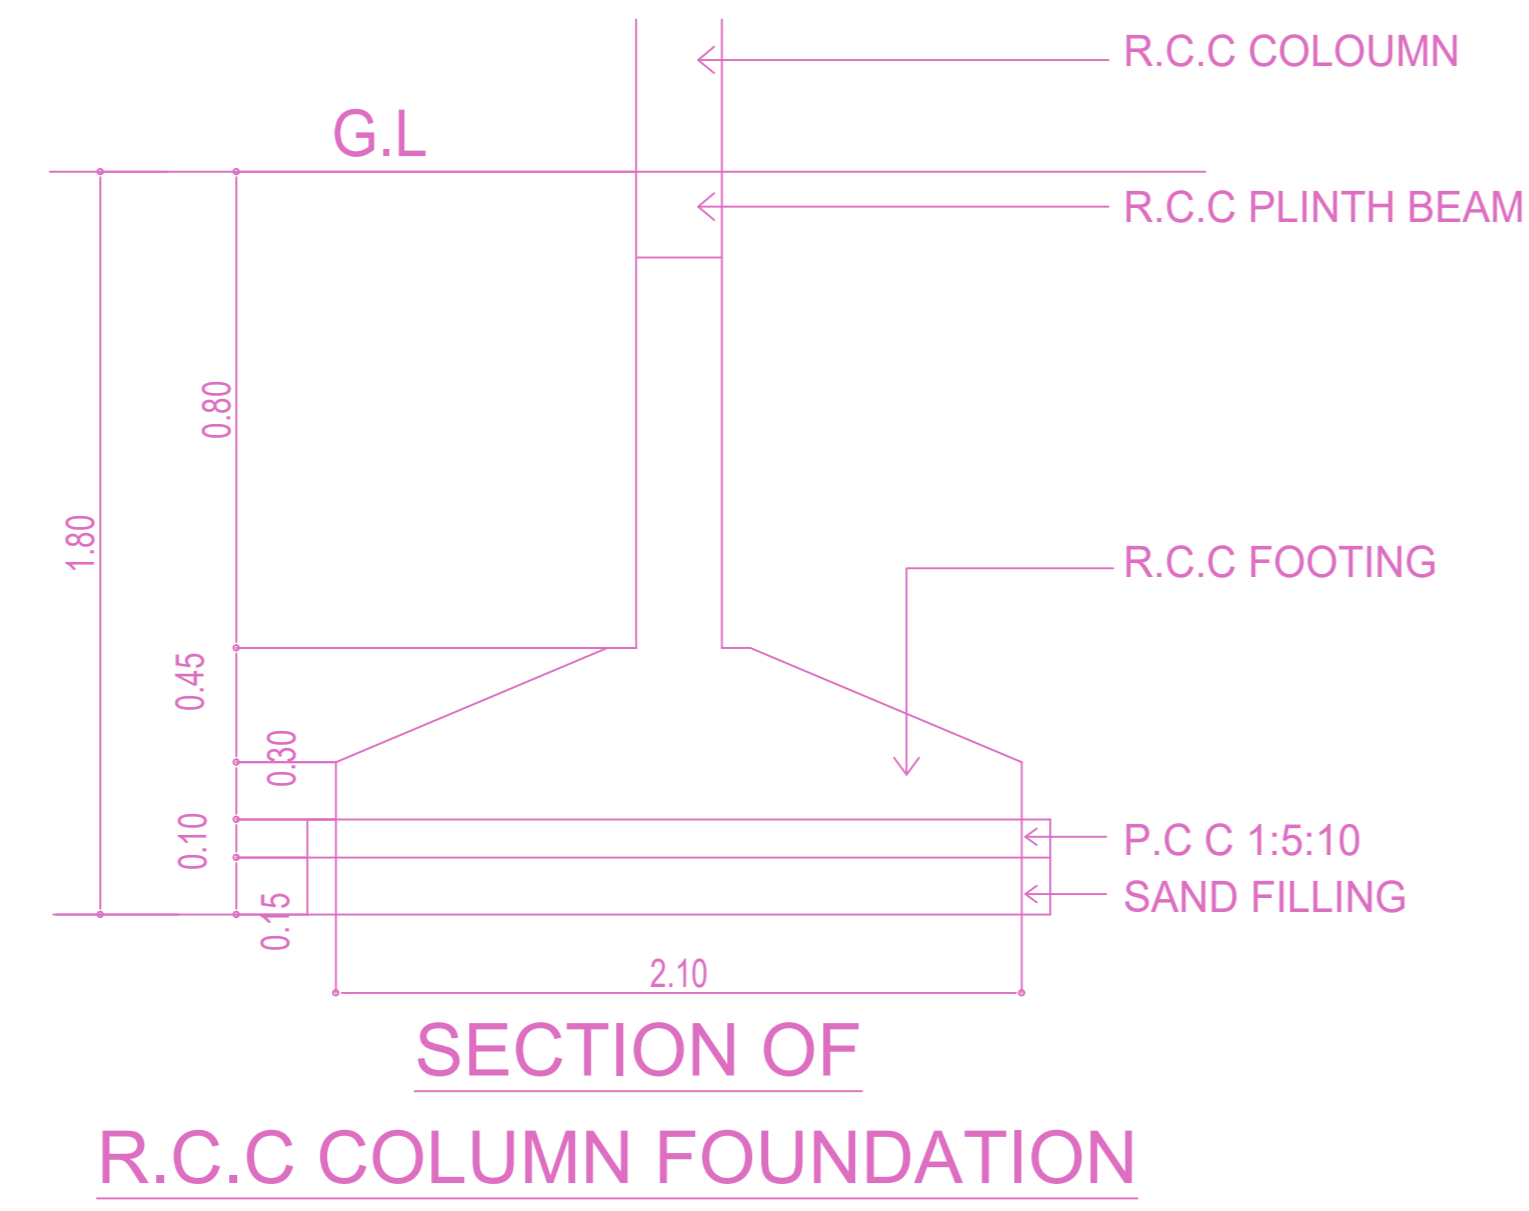 R.C.C COLOUMN
G.L
R.C.C PLINTH BEAM
0.80
1.80
R.C.C FOOTING
0.45
0.30
0.10
P.C C 1:5:10
SAND FILLING
0.15
2.10
SECTION OF
R.C.C COLUMN FOUNDATION